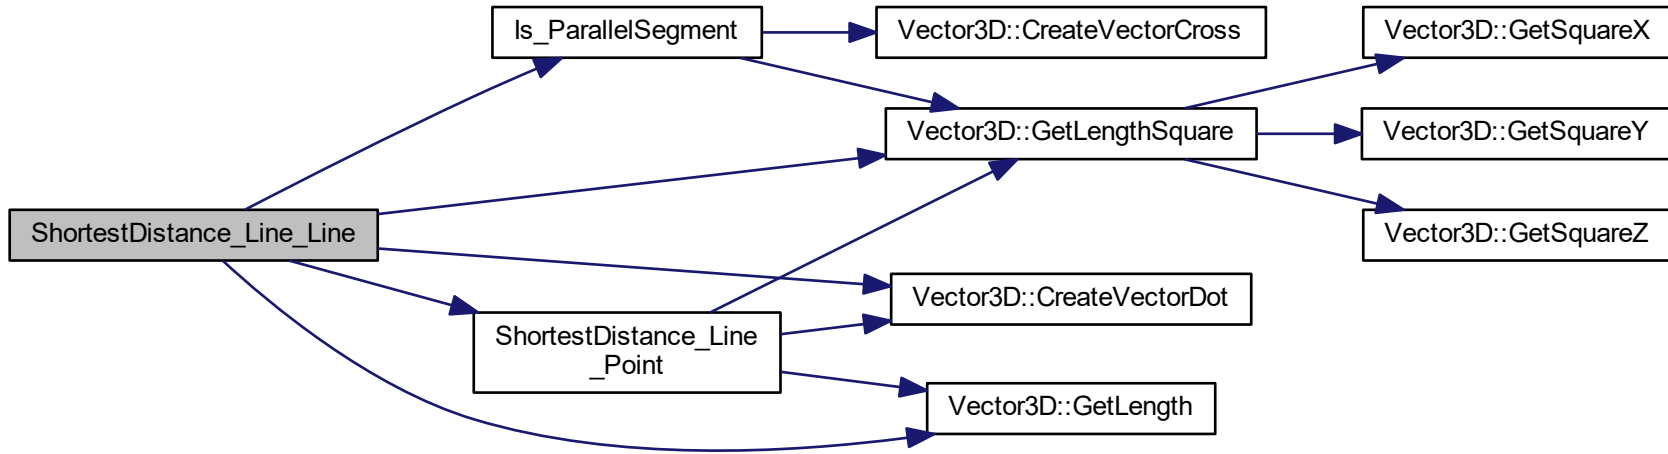 Is_ParallelSegment
Vector3D::CreateVectorCross
Vector3D::GetSquareX
Vector3D::GetLengthSquare
Vector3D::GetSquareY
ShortestDistance_Line_Line
Vector3D::GetSquareZ
Vector3D::CreateVectorDot
ShortestDistance_Line
_Point
Vector3D::GetLength